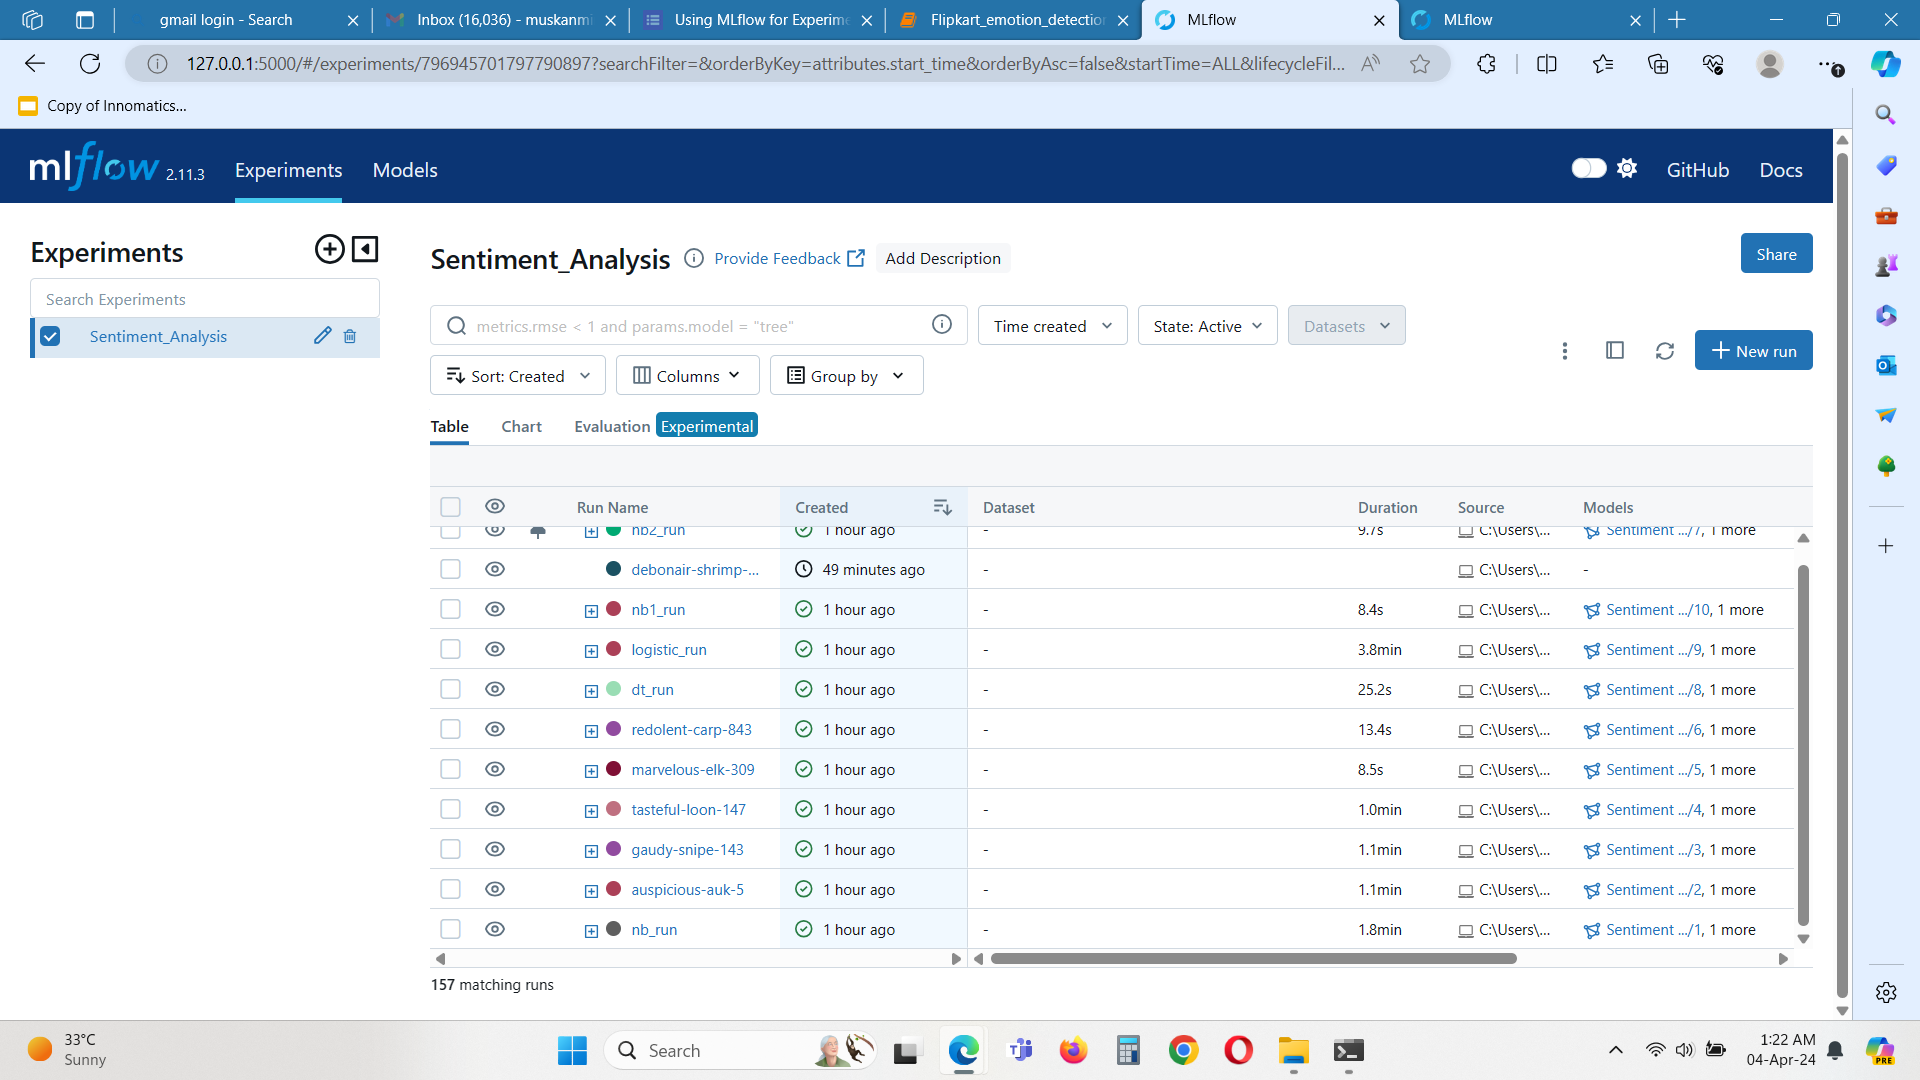 gmail login - Search
Inbox (16,036) - muskanmi
Using MLflow for Experime
Flipkart_emotion_detection
MLflow
MLflow
127.0.0.1:5000/#/experiments/796945701797790897?searchFilter=&orderByKey=attributes.start_time&orderByAsc=false&startTime=ALL&lifecycleFil...
Copy of Innomatics...
mlflow 2.11.3
Experiments
Models
GitHub
Docs
Experiments
Search Experiments
Sentiment_Analysis
Sentiment_Analysis
Provide Feedback
Add Description
Share
metrics.rmse < 1 and params.model = "tree"
Time created
State: Active
Datasets
New run
Sort: Created
Columns
Group by
Table
Chart
Evaluation Experimental
Run Name Created Dataset Duration Source Models
nb2_run 1 hour ago - 9.7s C:\Users\... Sentiment .../7, 1 more
debonair-shrimp-... 49 minutes ago - C:\Users\... -
nb1_run 1 hour ago - 8.4s C:\Users\... Sentiment .../10, 1 more
logistic_run 1 hour ago - 3.8min C:\Users\... Sentiment .../9, 1 more
dt_run 1 hour ago - 25.2s C:\Users\... Sentiment .../8, 1 more
redolent-carp-843 1 hour ago - 13.4s C:\Users\... Sentiment .../6, 1 more
marvelous-elk-309 1 hour ago - 8.5s C:\Users\... Sentiment .../5, 1 more
tasteful-loon-147 1 hour ago - 1.0min C:\Users\... Sentiment .../4, 1 more
gaudy-snipe-143 1 hour ago - 1.1min C:\Users\... Sentiment .../3, 1 more
auspicious-auk-5 1 hour ago - 1.1min C:\Users\... Sentiment .../2, 1 more
nb_run 1 hour ago - 1.8min C:\Users\... Sentiment .../1, 1 more
157 matching runs
33°C
Sunny
Search
1:22 AM
04-Apr-24
PRE